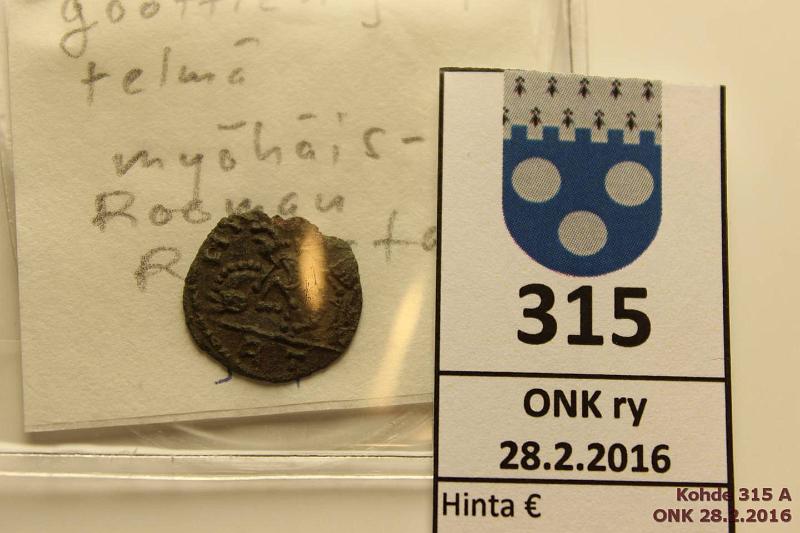 telmä
myöhäis-
Rooman
315
ONK ry
28.2.2016
Hinta €
Kohde 315 A
ONK 28.2.2016